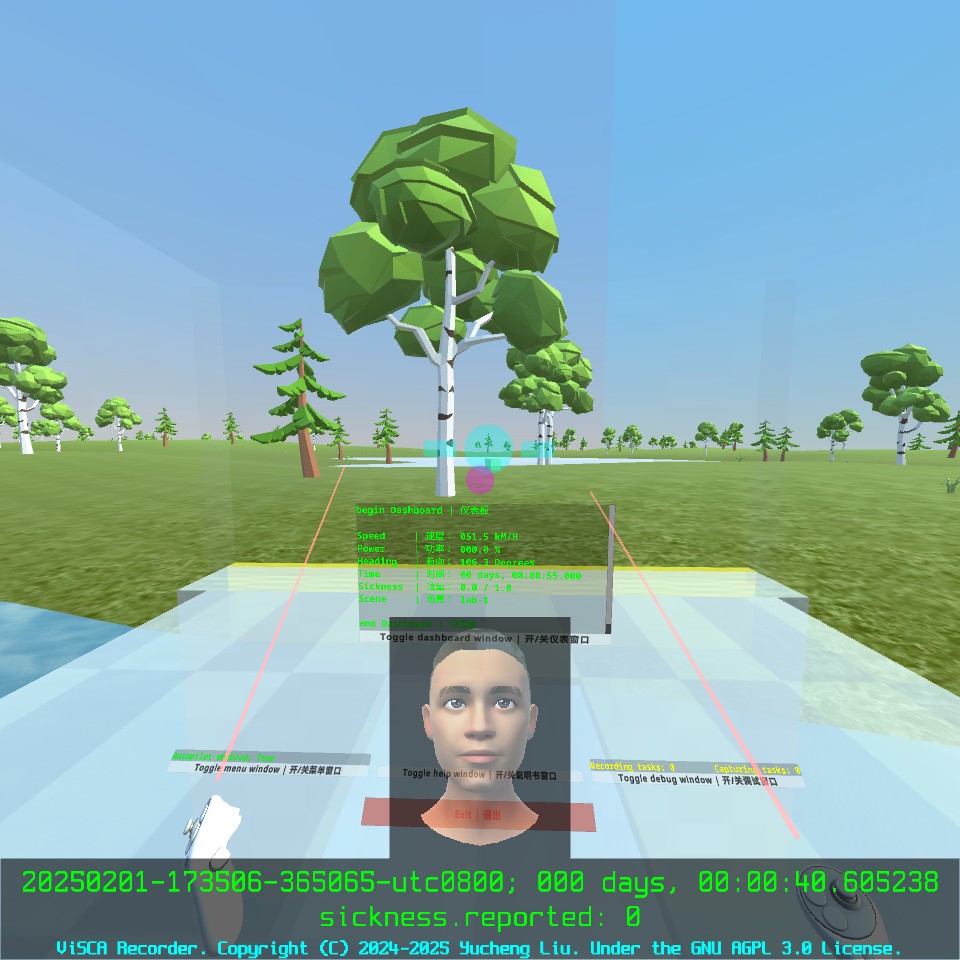 begin Dashboard | 仪表板
Speed | 速度: 051.5 kM/H
Power | 功率: 000.0 %
Heading | 航向: 106.3 Degrees
Time | 时间: 00 days, 00:00:55.000
Sickness | 眩晕: 0.0 / 1.0
Scene | 场景: lab-1
end Dashboard |
Toggle dashboard window | 开/关仪表窗口
Autopilot enabled: True
Toggle menu window | 开/关菜单窗口
Toggle help window | 开/关说明书窗口
Recording tasks: 0 Capturing tasks: 0
Toggle debug window | 开/关调试窗口
Exit | 退出
20250201-173506-365065-utc0800; 000 days, 00:00:40.605238
sickness.reported: 0
ViSCA Recorder. Copyright (C) 2024-2025 Yucheng Liu. Under the GNU AGPL 3.0 License.